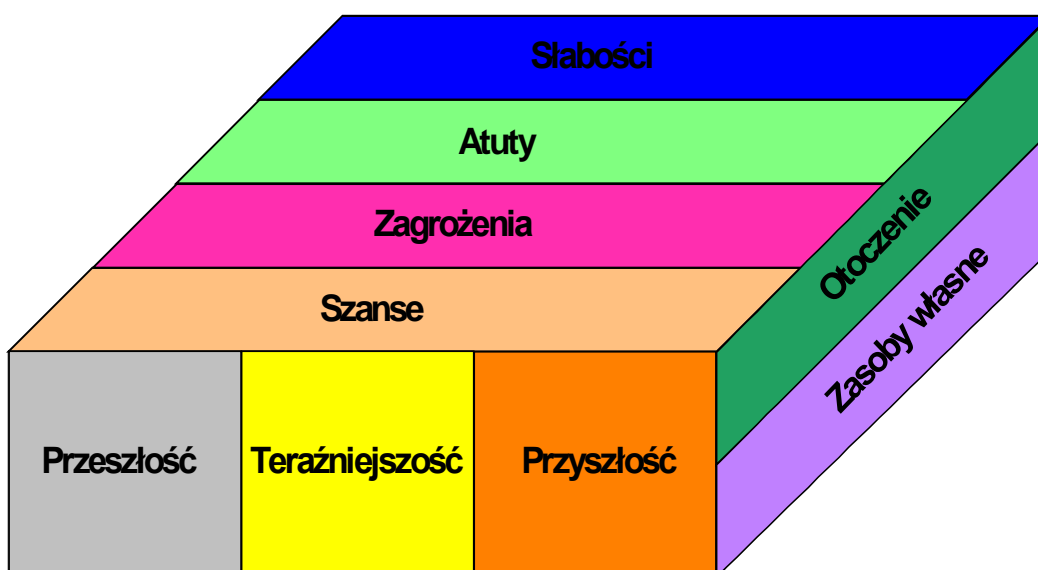 Słabości
Atuty
Zagrożenia
Szanse
Otoczenie
Zasoby własne
Przeszłość
Teraźniejszość
Przyszłość